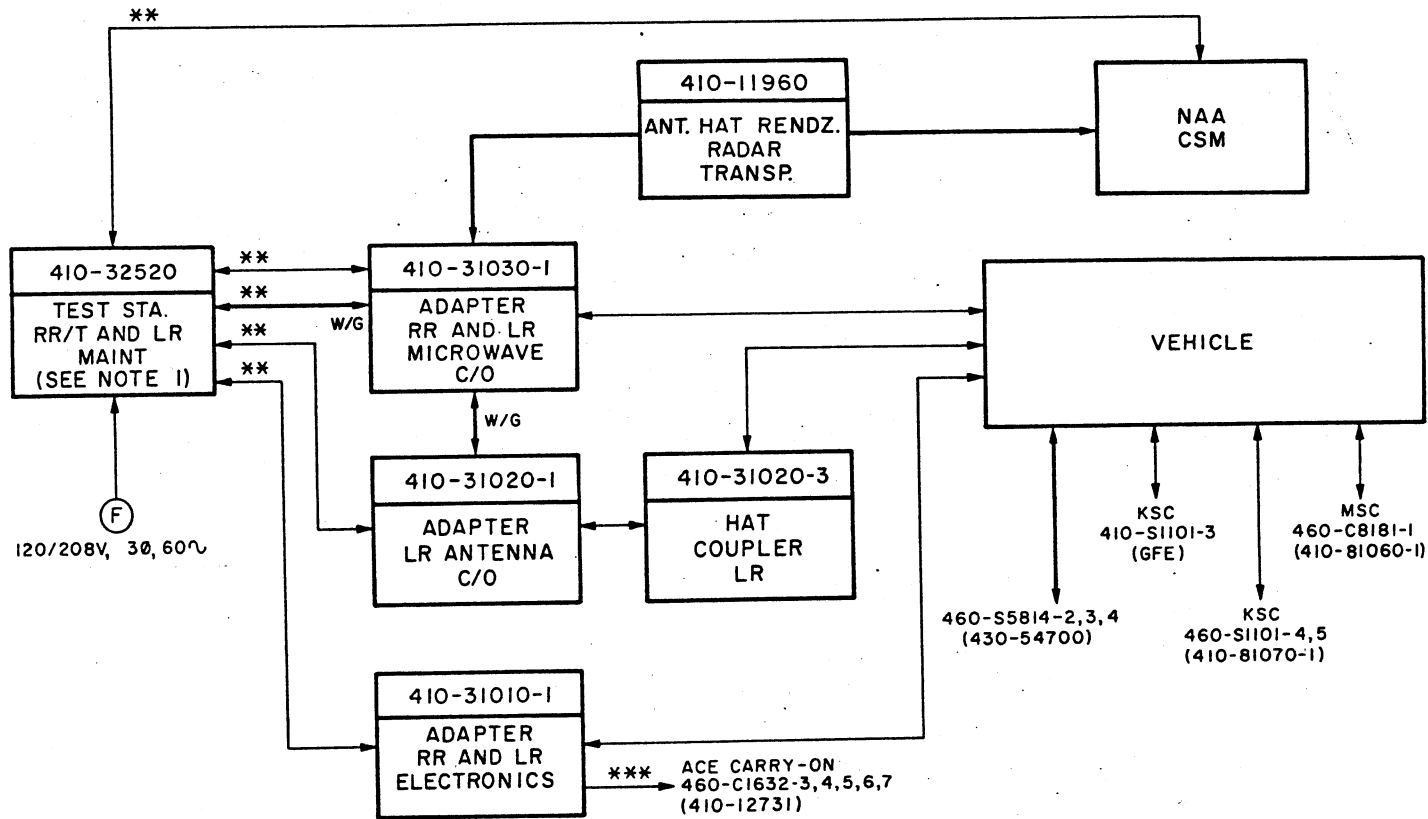 **
410-11960
ANT. HAT RENDZ.
RADAR
TRANSP.
NAA
CSM
410-32520
TEST STA.
RR/T AND LR
MAINT
(SEE NOTE 1)
**
**
W/G
**
**
410-31030-1
ADAPTER
RR AND LR
MICROWAVE
C/O
VEHICLE
W/G
F
120/208V, 3Ø, 60∿
410-31020-1
ADAPTER
LR ANTENNA
C/O
410-31020-3
HAT
COUPLER
LR
460-S5814-2,3,4
(430-54700)
KSC
410-S1101-3
(GFE)
KSC
460-S1101-4,5
(410-81070-1)
MSC
460-C8181-1
(410-81060-1)
410-31010-1
ADAPTER
RR AND LR
ELECTRONICS
***
ACE CARRY-ON
460-C1632-3,4,5,6,7
(410-12731)